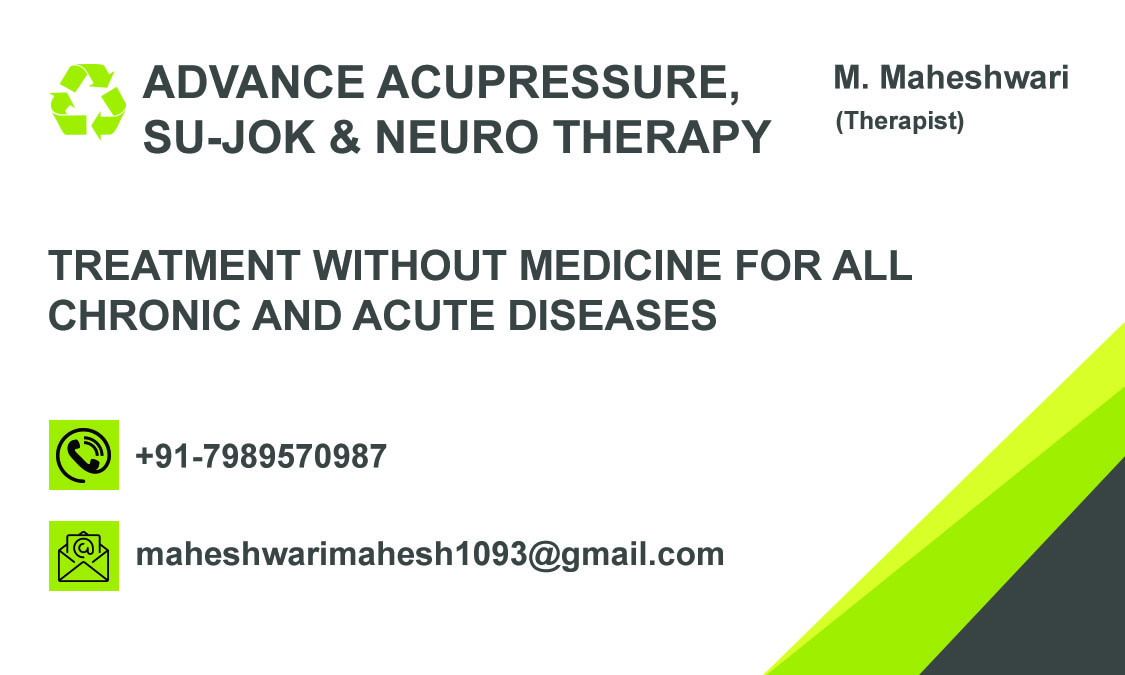 ADVANCE ACUPRESSURE,
SU-JOK & NEURO THERAPY
M. Maheshwari
(Therapist)
TREATMENT WITHOUT MEDICINE FOR ALL
CHRONIC AND ACUTE DISEASES
+91-7989570987
maheshwarimahesh1093@gmail.com